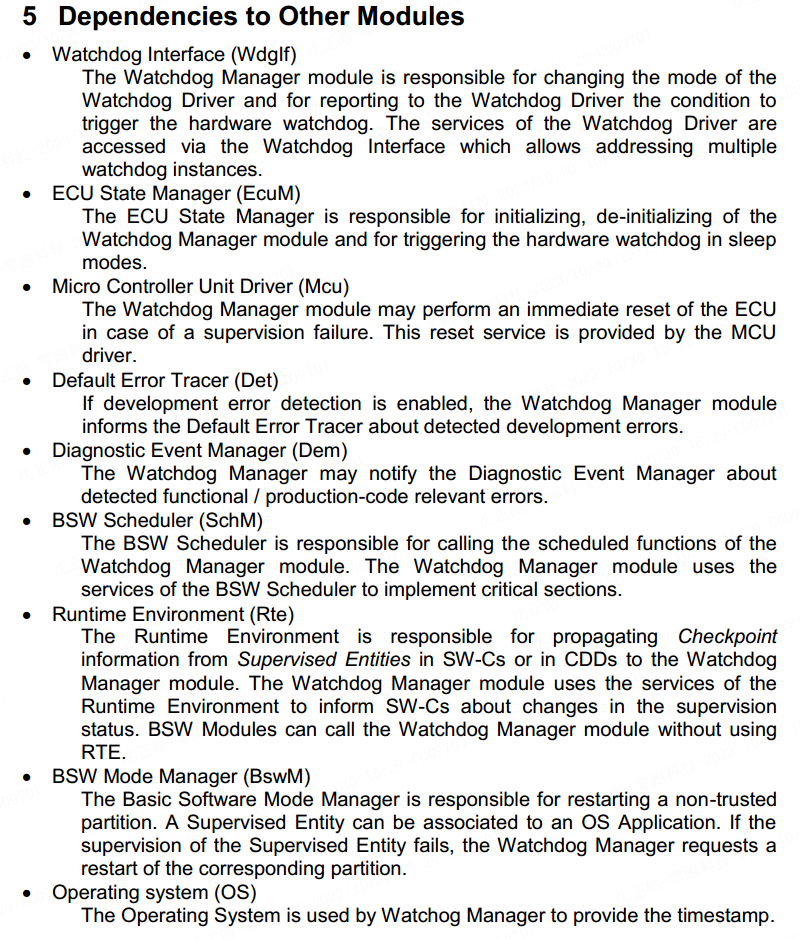 5 Dependencies to Other Modules
• Watchdog Interface (WdgIf)
The Watchdog Manager module is responsible for changing the mode of the
Watchdog Driver and for reporting to the Watchdog Driver the condition to
trigger the hardware watchdog. The services of the Watchdog Driver are
accessed via the Watchdog Interface which allows addressing multiple
watchdog instances.
• ECU State Manager (EcuM)
The ECU State Manager is responsible for initializing, de-initializing of the
Watchdog Manager module and for triggering the hardware watchdog in sleep
modes.
• Micro Controller Unit Driver (Mcu)
The Watchdog Manager module may perform an immediate reset of the ECU
in case of a supervision failure. This reset service is provided by the MCU
driver.
• Default Error Tracer (Det)
If development error detection is enabled, the Watchdog Manager module
informs the Default Error Tracer about detected development errors.
• Diagnostic Event Manager (Dem)
The Watchdog Manager may notify the Diagnostic Event Manager about
detected functional / production-code relevant errors.
• BSW Scheduler (SchM)
The BSW Scheduler is responsible for calling the scheduled functions of the
Watchdog Manager module. The Watchdog Manager module uses the
services of the BSW Scheduler to implement critical sections.
• Runtime Environment (Rte)
The Runtime Environment is responsible for propagating Checkpoint
information from Supervised Entities in SW-Cs or in CDDs to the Watchdog
Manager module. The Watchdog Manager module uses the services of the
Runtime Environment to inform SW-Cs about changes in the supervision
status. BSW Modules can call the Watchdog Manager module without using
RTE.
• BSW Mode Manager (BswM)
The Basic Software Mode Manager is responsible for restarting a non-trusted
partition. A Supervised Entity can be associated to an OS Application. If the
supervision of the Supervised Entity fails, the Watchdog Manager requests a
restart of the corresponding partition.
• Operating system (OS)
The Operating System is used by Watchog Manager to provide the timestamp.